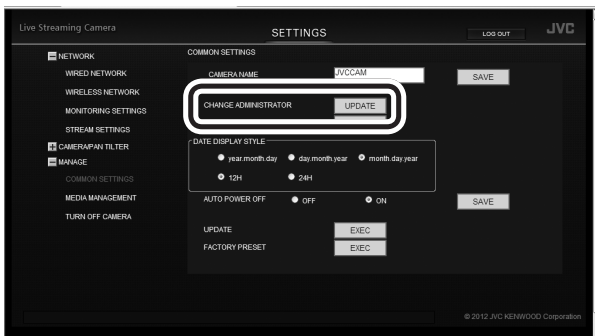 Live Streaming Camera
SETTINGS
LOG OUT
JVC
NETWORK
WIRED NETWORK
WIRELESS NETWORK
MONITORING SETTINGS
STREAM SETTINGS
CAMERA/PAN TILTER
MANAGE
COMMON SETTINGS
MEDIA MANAGEMENT
TURN OFF CAMERA
COMMON SETTINGS
CAMERA NAME JVCCAM SAVE
CHANGE ADMINISTRATOR UPDATE
DATE DISPLAY STYLE
year.month.day day.month.year month.day.year
12H 24H
AUTO POWER OFF OFF ON SAVE
UPDATE EXEC
FACTORY PRESET EXEC
© 2012 JVC KENWOOD Corporation